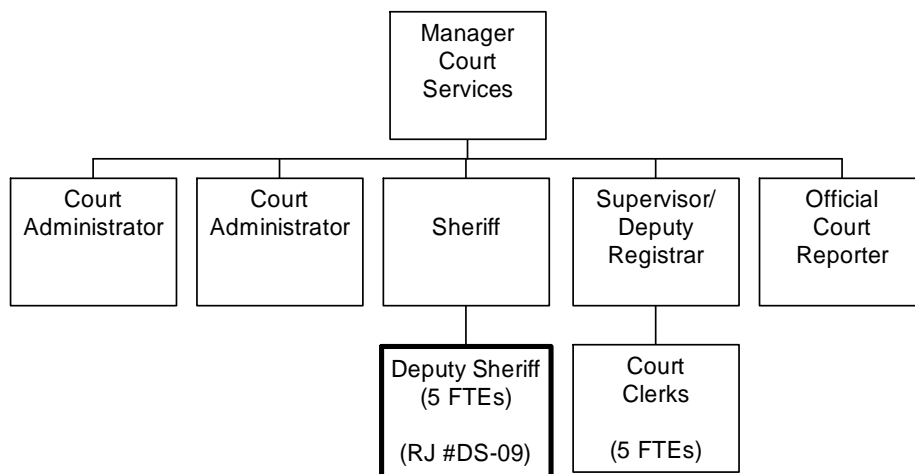 Manager
Court
Services
Court
Administrator
Court
Administrator
Sheriff
Supervisor/
Deputy
Registrar
Official
Court
Reporter
Deputy Sheriff
(5 FTEs)
(RJ #DS-09)
Court
Clerks
(5 FTEs)